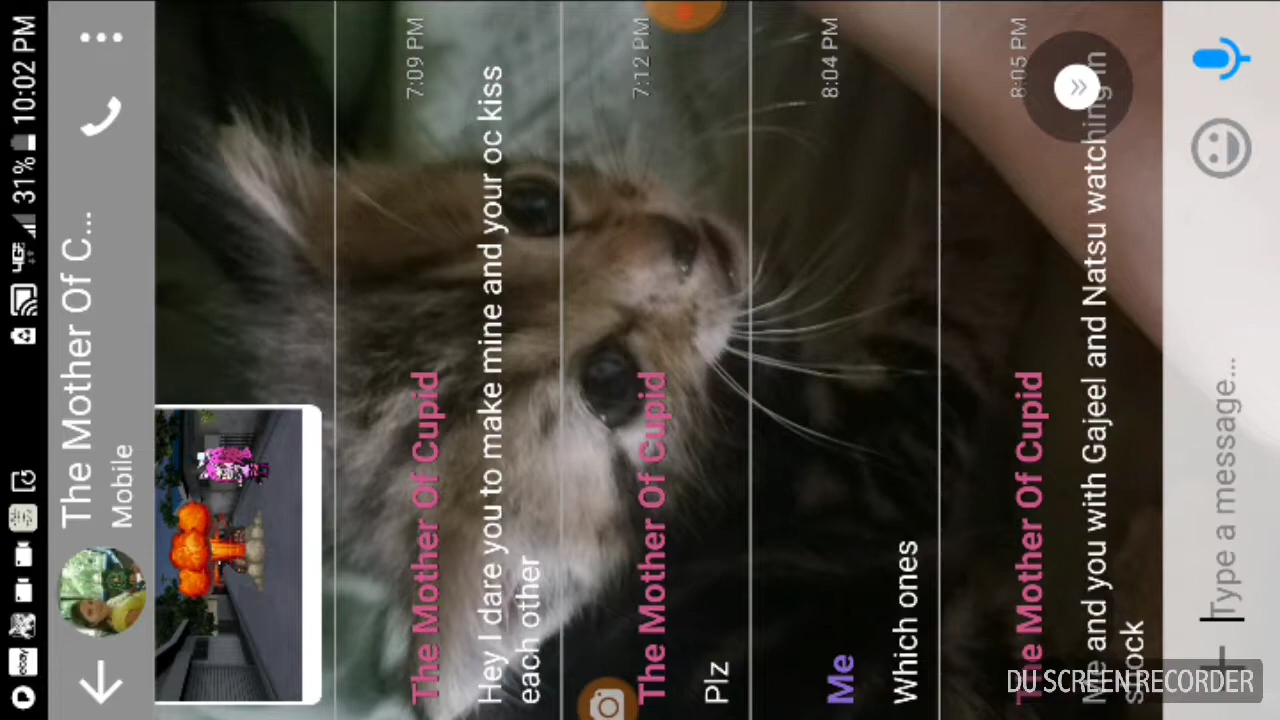 31% 10:02 PM
The Mother Of C...
Mobile
The Mother Of Cupid
7:09 PM
Hey I dare you to make mine and your oc kiss
each other
The Mother Of Cupid
7:12 PM
Plz
Me
8:04 PM
Which ones
The Mother Of Cupid
8:05 PM
Me and you with Gajeel and Natsu watching in
shock
Type a message...
DU SCREEN RECORDER